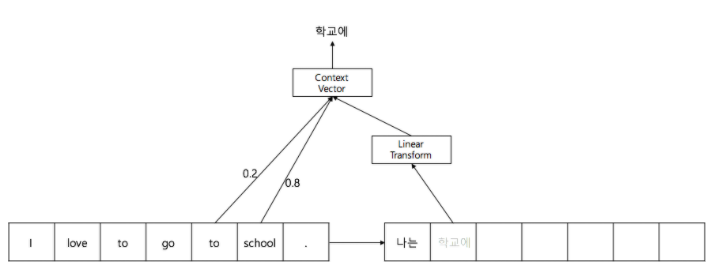 학교에
Context
Vector
Linear
Transform
0.2
0.8
I love to go to school .
나는 학교에